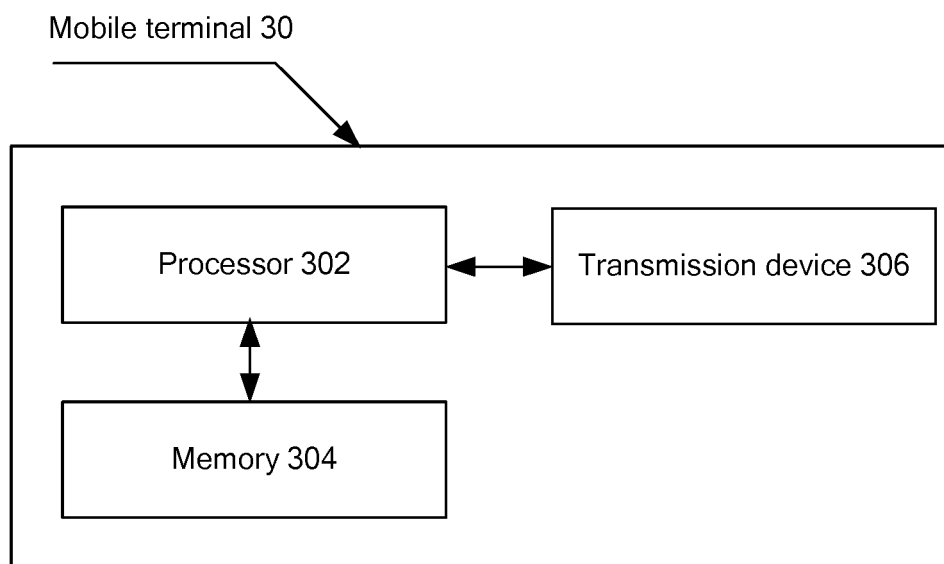 Mobile terminal 30
Processor 302
Transmission device 306
Memory 304